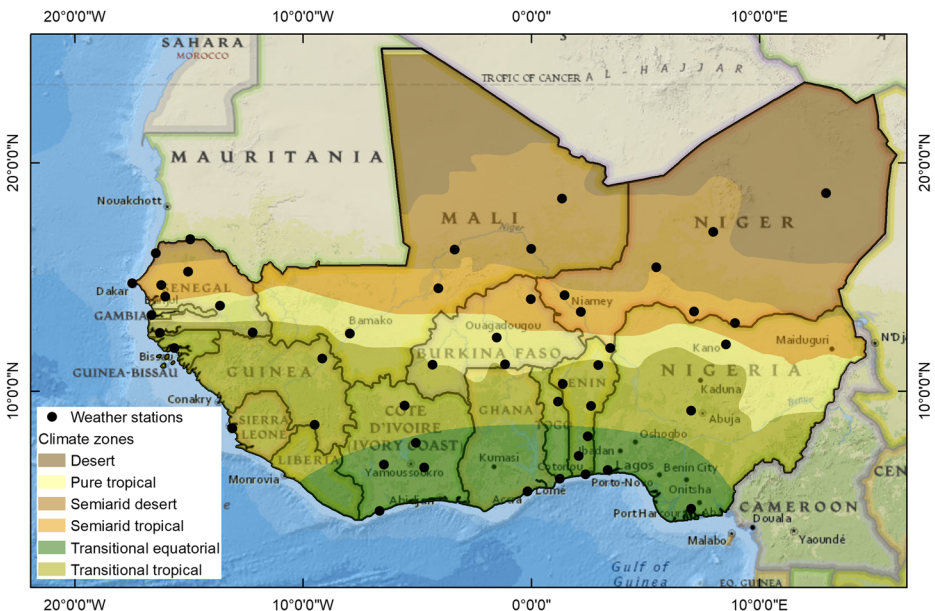 20°0'0"W 10°0'0"W 0°0'0" 10°0'0"E
SAHARA
MOROCCO
TROPIC OF CANCER
AL-HAJJAR
MAURITANIA
20°0'0"N
20°0'0"N
Nouakchott
MALI
Niger
NIGER
Dakar
SENEGAL
Banjul
GAMBIA
Niamey
Bamako
Ouagadougou
Kano
Maiduguri
N'Dj
Bissau
BURKINA FASO
GUINEA-BISSAU
GUINEA
BENIN
NIGERIA
Kaduna
10°0'0"N
10°0'0"N
Conakry
Benue
SIERRA
LEONE
CÔTE
D'IVOIRE
(IVORY COAST)
GHANA
TOGO
Abuja
Oshogbo
Ibadan
LIBERIA
Kumasi
Yamoussoukro
Cotonou
Lagos
Benin City
CEN
Monrovia
Porto-Novo
Onitsha
Abidjan
Accra
Lomé
CAMEROON
Port Harcourt
Ab
Douala
Malabo
Yaoundé
Gulf of
Guinea
EQ. GUINEA
Weather stations
Climate zones
Desert
Pure tropical
Semiarid desert
Semiarid tropical
Transitional equatorial
Transitional tropical
20°0'0"W 10°0'0"W 0°0'0" 10°0'0"E